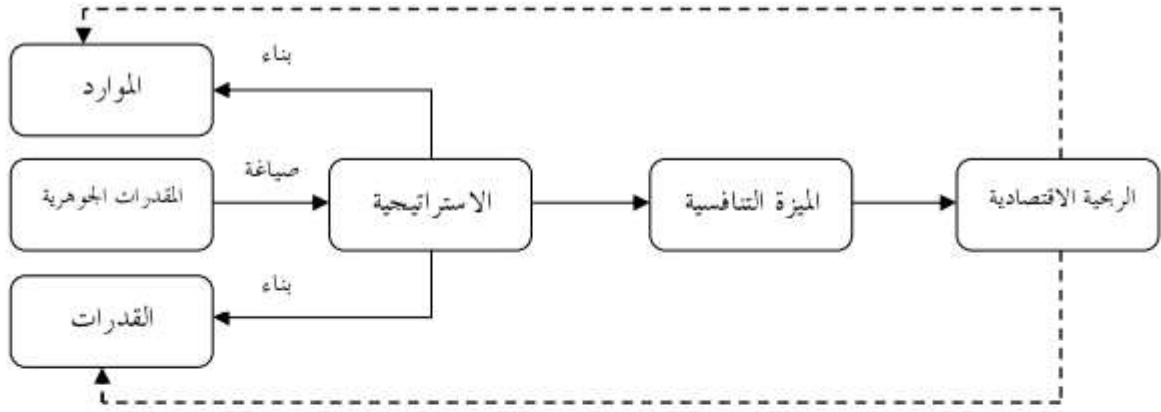 بناء
الموارد
صياغة
المقدرات الجوهرية
الاستراتيجية
الميزة التنافسية
الربحية الاقتصادية
بناء
القدرات